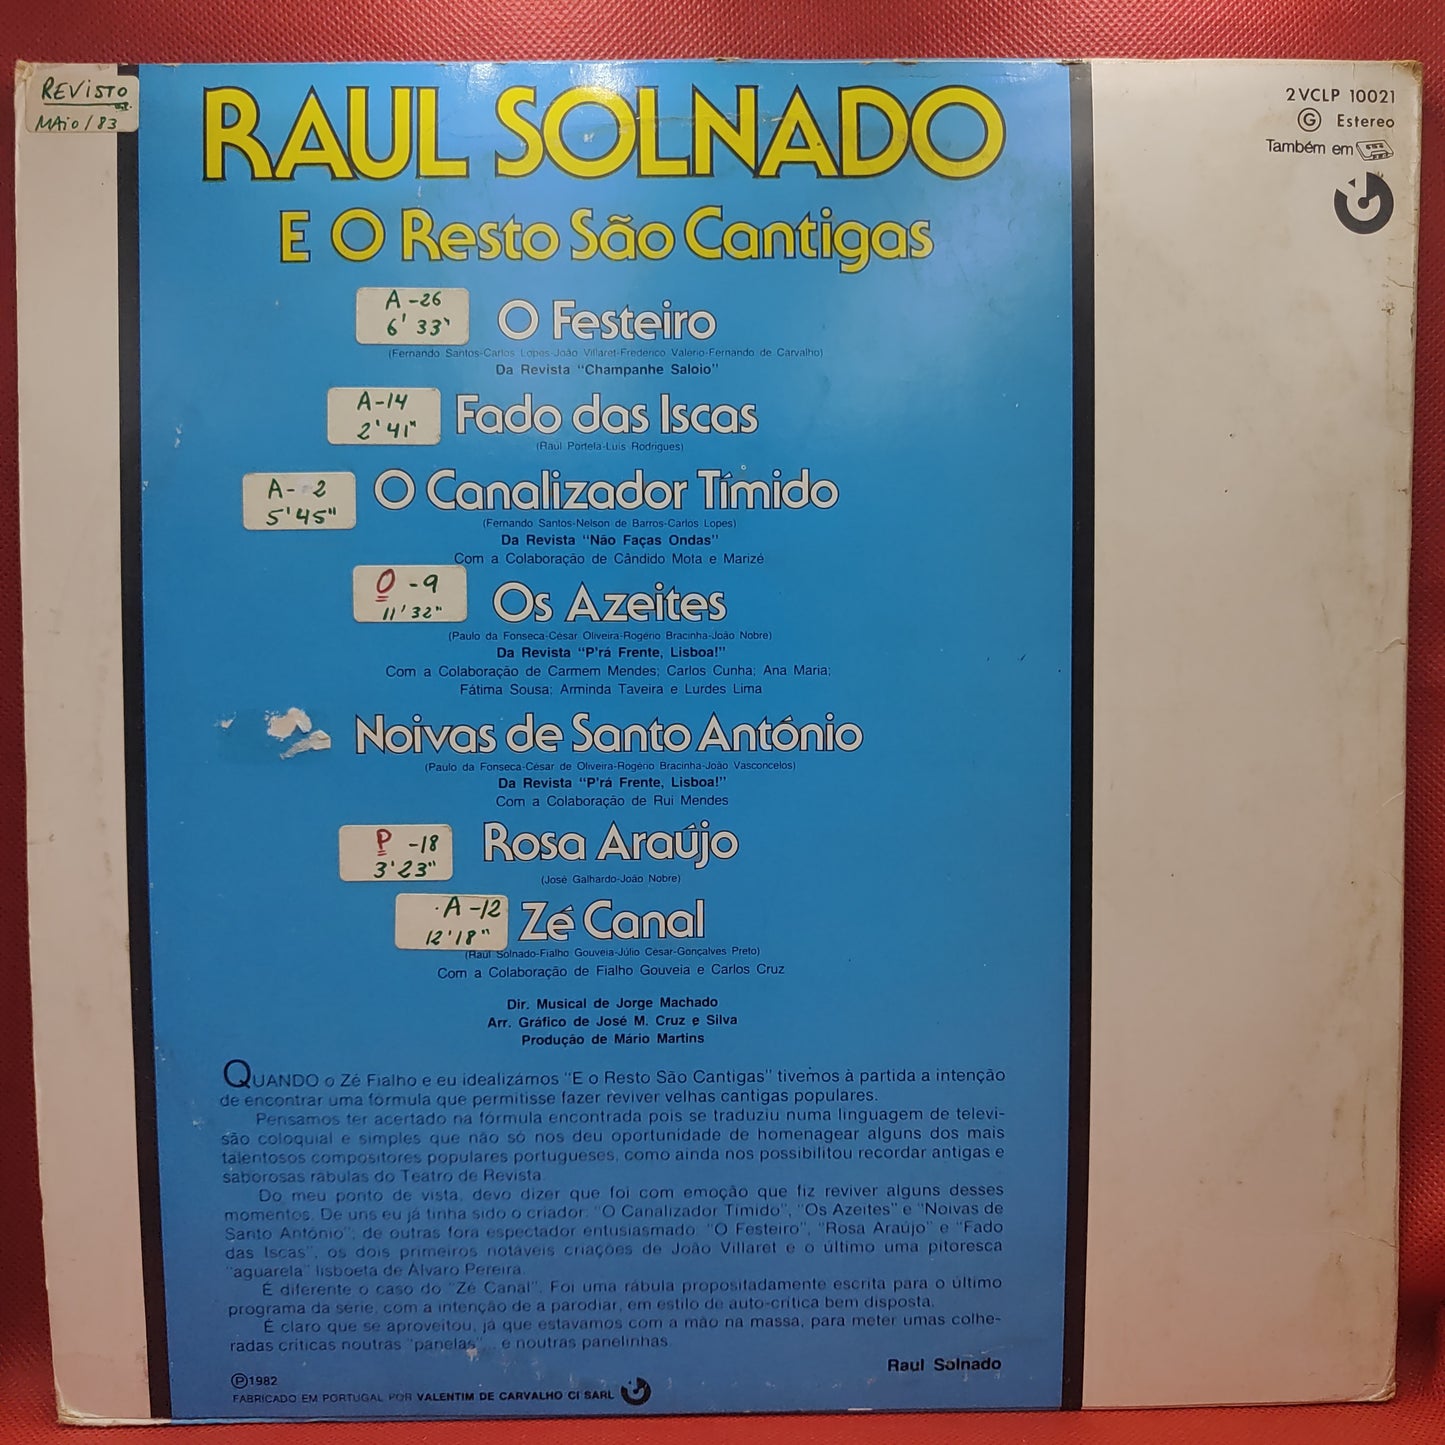 REVISTO
MAIO/83
2VCLP 10021
G Estereo
Também em
RAUL SOLNADO
E O Resto São Cantigas
A-26
6' 33"
O Festeiro
(Fernando Santos-Carlos Lopes-João Villaret-Frederico Valerio-Fernando de Carvalho)
Da Revista "Champanhe Saloio"
A-14
2'41"
Fado das Iscas
(Raul Portela-Luis Rodrigues)
A- 2
5'45"
O Canalizador Tímido
(Fernando Santos-Nelson de Barros-Carlos Lopes)
Da Revista "Não Faças Ondas"
Com a Colaboração de Cândido Mota e Marizé
O -9
11'32"
Os Azeites
(Paulo da Fonseca-César Oliveira-Rogério Bracinha-João Nobre)
Da Revista "P'rá Frente, Lisboa!"
Com a Colaboração de Carmem Mendes; Carlos Cunha; Ana Maria;
Fátima Sousa; Arminda Taveira e Lurdes Lima
Noivas de Santo António
(Paulo da Fonseca-César de Oliveira-Rogério Bracinha-João Vasconcelos)
Da Revista "P'rá Frente, Lisboa!"
Com a Colaboração de Rui Mendes
P -18
3'23"
Rosa Araújo
(José Galhardo-João Nobre)
A-12
12'18"
Zé Canal
(Raúl Solnado-Fialho Gouveia-Júlio César-Gonçalves Preto)
Com a Colaboração de Fialho Gouveia e Carlos Cruz
Dir. Musical de Jorge Machado
Arr. Gráfico de José M. Cruz e Silva
Produção de Mário Martins
QUANDO o Zé Fialho e eu idealizámos "E o Resto São Cantigas" tivemos à partida a intenção
de encontrar uma fórmula que permitisse fazer reviver velhas cantigas populares.
Pensamos ter acertado na fórmula encontrada pois se traduziu numa linguagem de televi-
são coloquial e simples que não só nos deu oportunidade de homenagear alguns dos mais
talentosos compositores populares portugueses, como ainda nos possibilitou recordar antigas e
saborosas rábulas do Teatro de Revista.
Do meu ponto de vista, devo dizer que foi com emoção que fiz reviver alguns desses
momentos. De uns eu já tinha sido o criador: "O Canalizador Tímido", "Os Azeites" e "Noivas de
Santo António"; de outras fora espectador entusiasmado: "O Festeiro", "Rosa Araújo" e "Fado
das Iscas", os dois primeiros notáveis criações de João Villaret e o último uma pitoresca
"aguarela" lisboeta de Álvaro Pereira.
É diferente o caso do "Zé Canal". Foi uma rábula propositadamente escrita para o último
programa da série, com a intenção de a parodiar, em estilo de auto-crítica bem disposta.
É claro que se aproveitou, já que estavamos com a mão na massa, para meter umas colhe-
radas críticas noutras "panelas"... e noutras panelinhas.
Raul Solnado
Ⓟ1982
FABRICADO EM PORTUGAL POR VALENTIM DE CARVALHO CI SARL